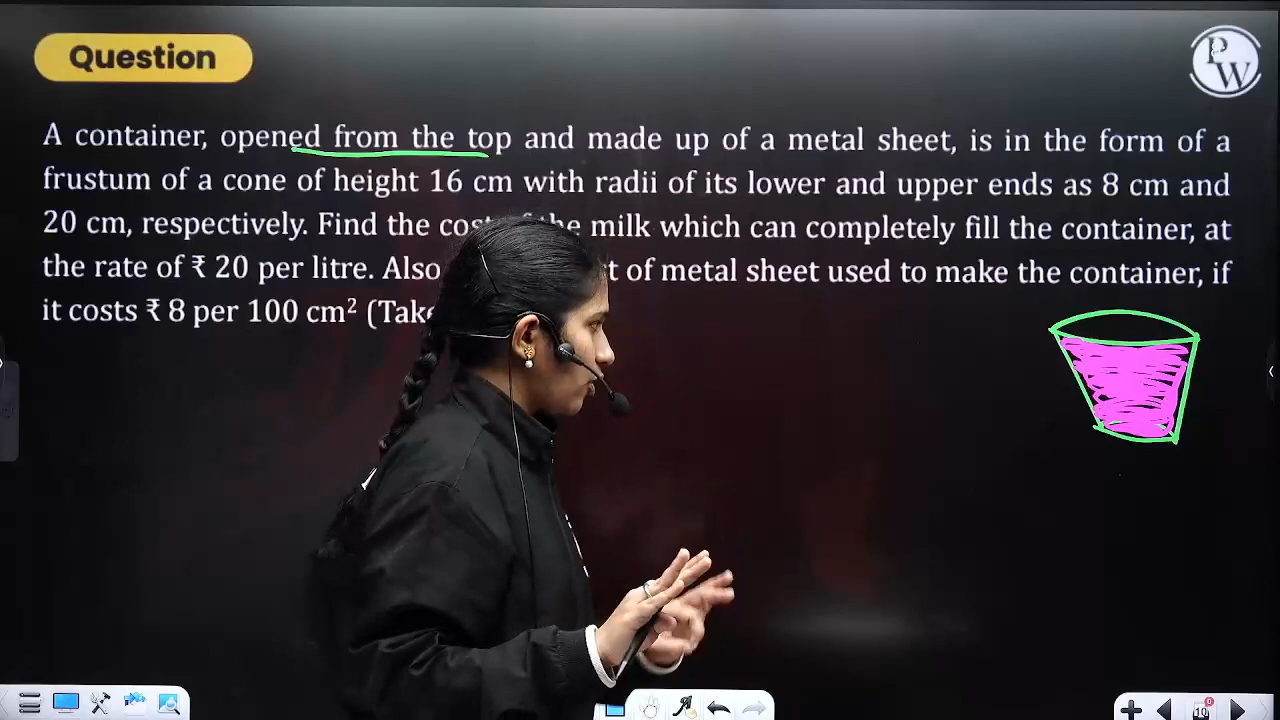 Question
PW
A container, opened from the top and made up of a metal sheet, is in the form of a
frustum of a cone of height 16 cm with radii of its lower and upper ends as 8 cm and
20 cm, respectively. Find the milk which can completely fill the container, at
the rate of ₹ 20 per litre. Also of metal sheet used to make the container, if
it costs ₹ 8 per 100 cm² (Take
10